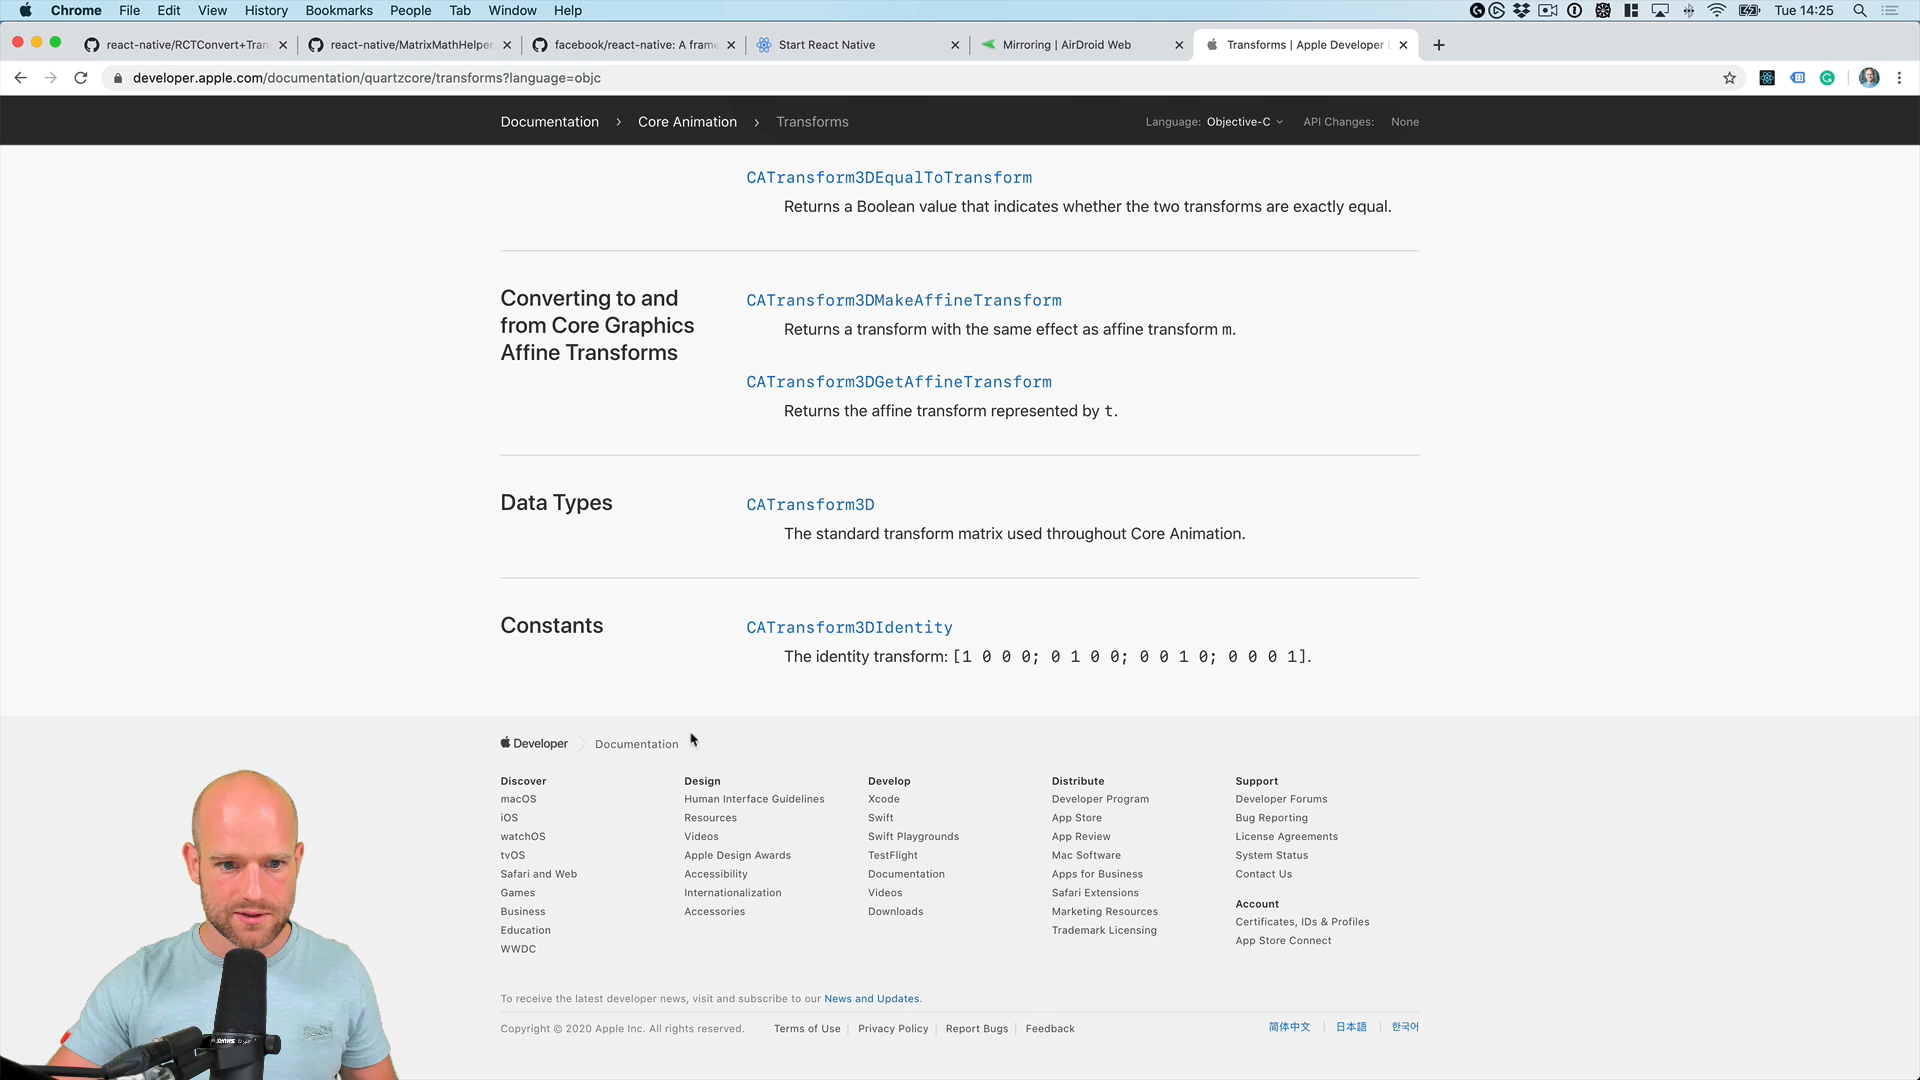 Chrome File Edit View History Bookmarks People Tab Window Help Tue 14:25
react-native/RCTConvert+Tran react-native/MatrixMathHelper facebook/react-native: A frame Start React Native Mirroring | AirDroid Web Transforms | Apple Developer
developer.apple.com/documentation/quartzcore/transforms?language=objc
Documentation > Core Animation > Transforms Language: Objective-C API Changes: None
CATransform3DEqualToTransform
Returns a Boolean value that indicates whether the two transforms are exactly equal.
Converting to and
from Core Graphics
Affine Transforms
CATransform3DMakeAffineTransform
Returns a transform with the same effect as affine transform m.
CATransform3DGetAffineTransform
Returns the affine transform represented by t.
Data Types
CATransform3D
The standard transform matrix used throughout Core Animation.
Constants
CATransform3DIdentity
The identity transform: [1 0 0 0; 0 1 0 0; 0 0 1 0; 0 0 0 1].
Developer Documentation
Discover
macOS
iOS
watchOS
tvOS
Safari and Web
Games
Business
Education
WWDC
Design
Human Interface Guidelines
Resources
Videos
Apple Design Awards
Accessibility
Internationalization
Accessories
Develop
Xcode
Swift
Swift Playgrounds
TestFlight
Documentation
Videos
Downloads
Distribute
Developer Program
App Store
App Review
Mac Software
Apps for Business
Safari Extensions
Marketing Resources
Trademark Licensing
Support
Developer Forums
Bug Reporting
License Agreements
System Status
Contact Us
Account
Certificates, IDs & Profiles
App Store Connect
To receive the latest developer news, visit and subscribe to our News and Updates.
Copyright © 2020 Apple Inc. All rights reserved. Terms of Use Privacy Policy Report Bugs Feedback 简体中文 日本語 한국어
SHURE